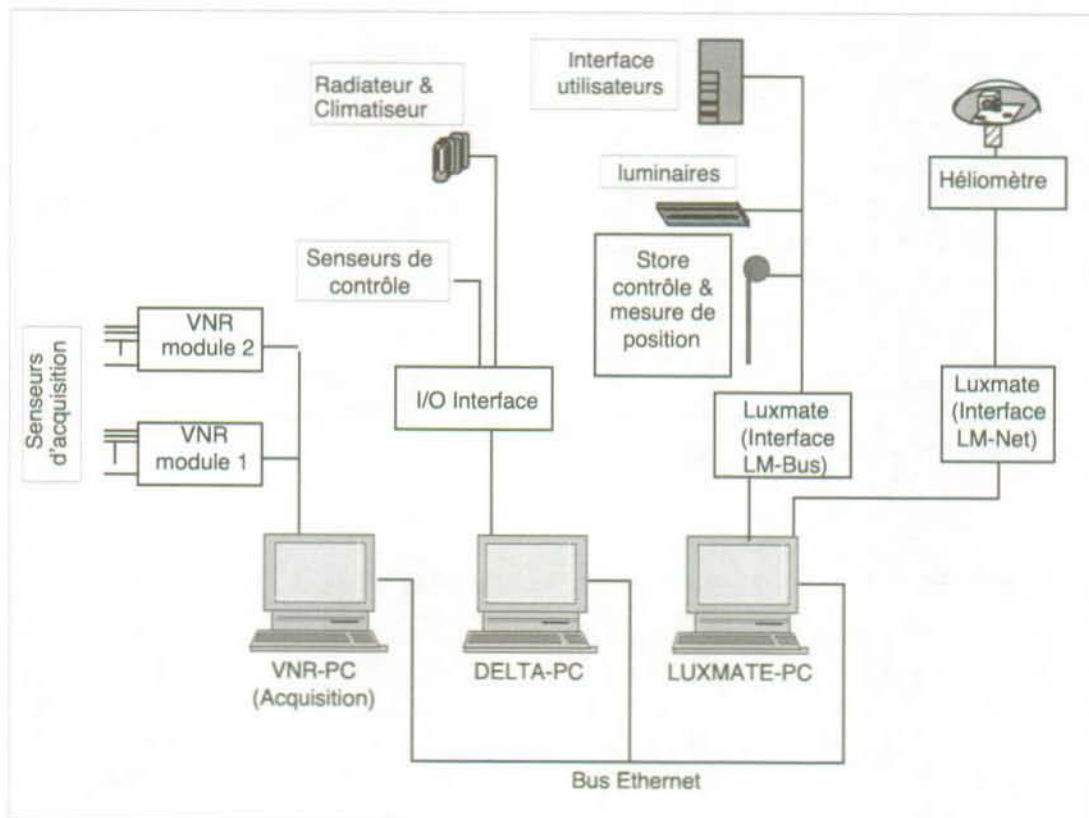 Interface
utilisateurs
Radiateur &
Climatiseur
Héliomètre
luminaires
Store
contrôle &
mesure de
position
Senseurs de
contrôle
VNR
module 2
Senseurs
d'acquisition
I/O Interface
Luxmate
(Interface
LM-Bus)
Luxmate
(Interface
LM-Net)
VNR
module 1
VNR-PC
(Acquisition)
DELTA-PC
LUXMATE-PC
Bus Ethernet